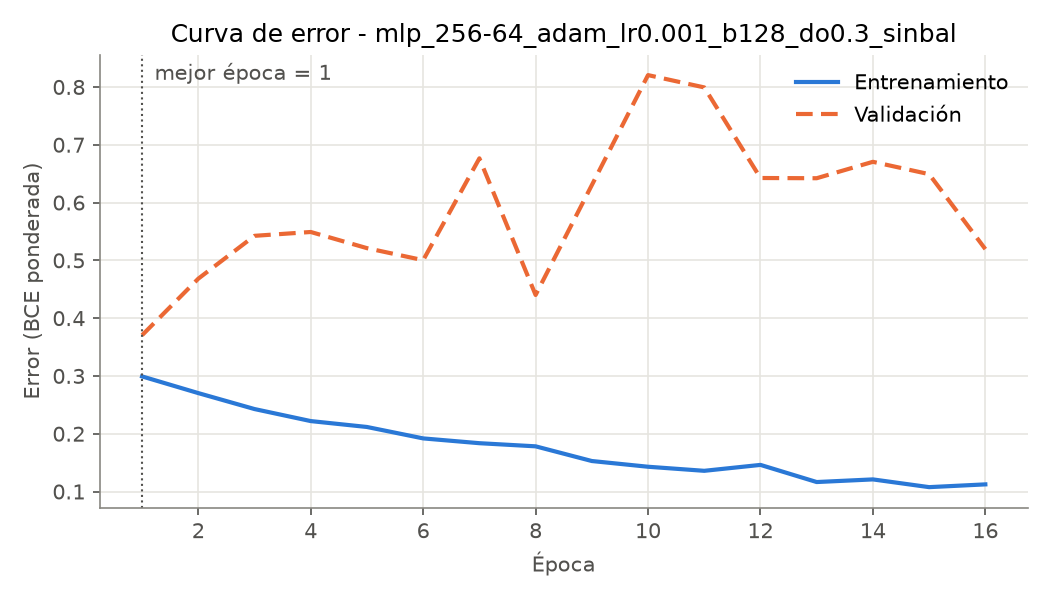 Curva de error - mlp_256-64_adam_lr0.001_b128_do0.3_sinbal
mejor época = 1
Entrenamiento
Validación
Error (BCE ponderada)
0.8
0.7
0.6
0.5
0.4
0.3
0.2
0.1
2 4 6 8 10 12 14 16
Época